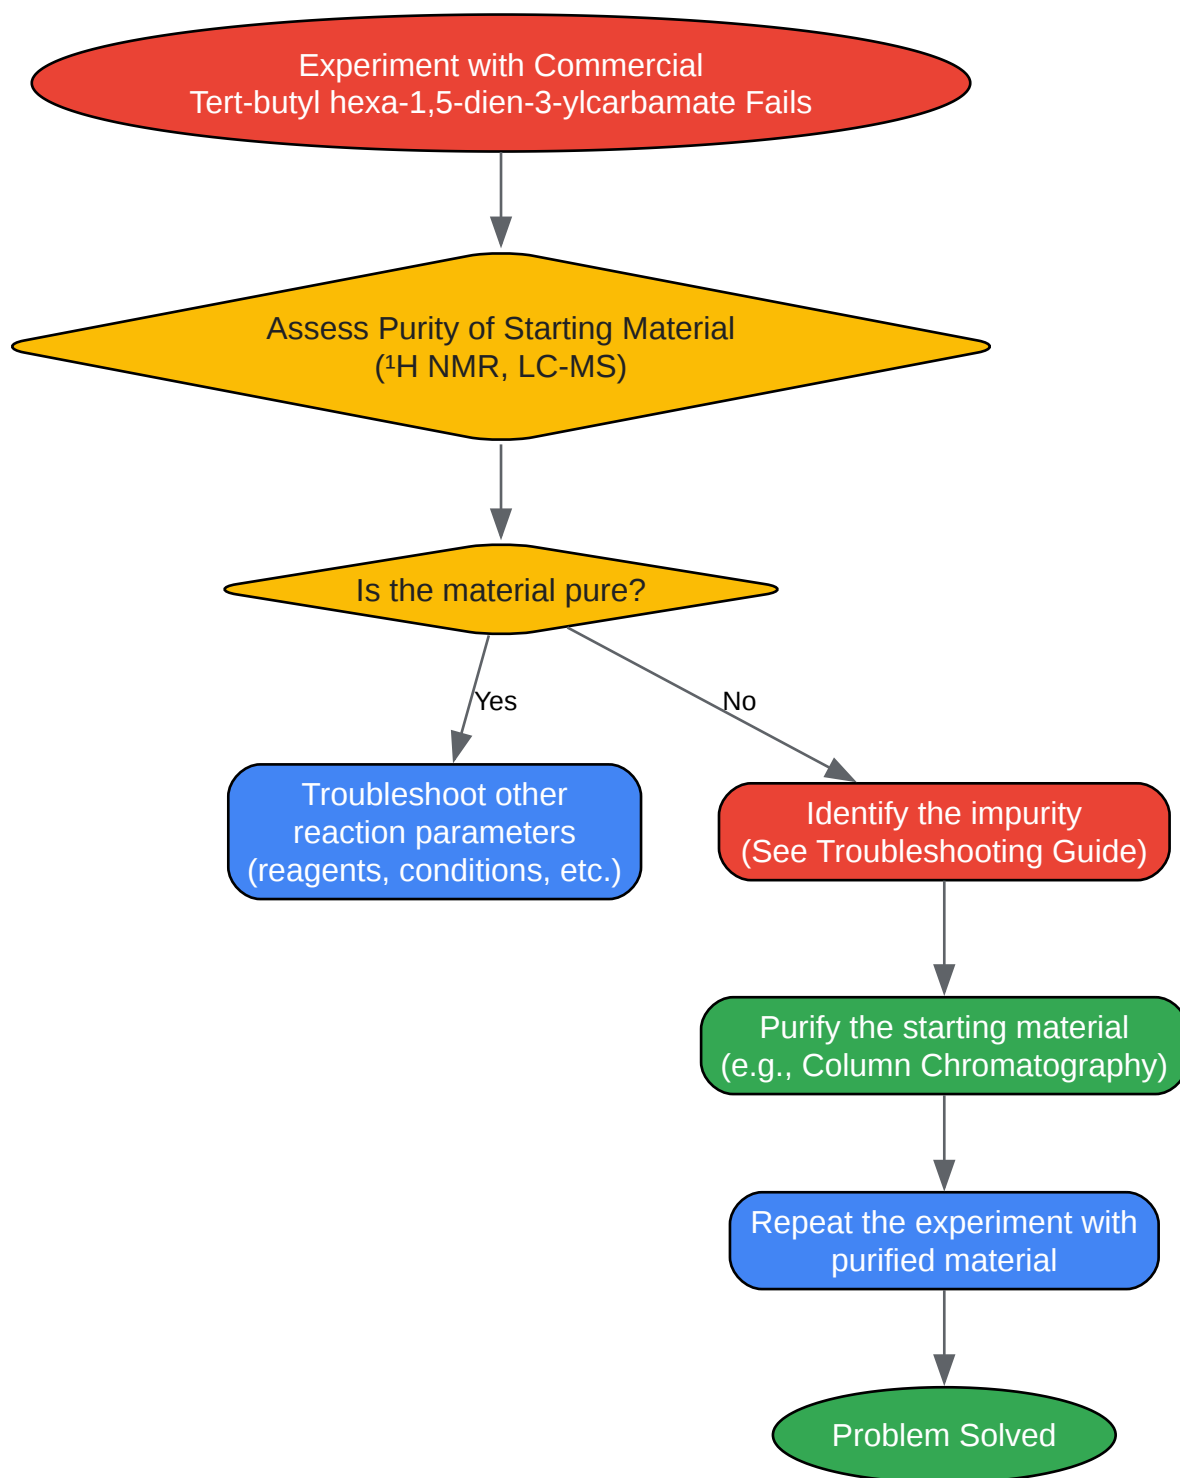 Experiment with Commercial
Tert-butyl hexa-1,5-dien-3-ylcarbamate Fails
Assess Purity of Starting Material
(¹H NMR, LC-MS)
Is the material pure?
Yes
No
Troubleshoot other
reaction parameters
(reagents, conditions, etc.)
Identify the impurity
(See Troubleshooting Guide)
Purify the starting material
(e.g., Column Chromatography)
Repeat the experiment with
purified material
Problem Solved